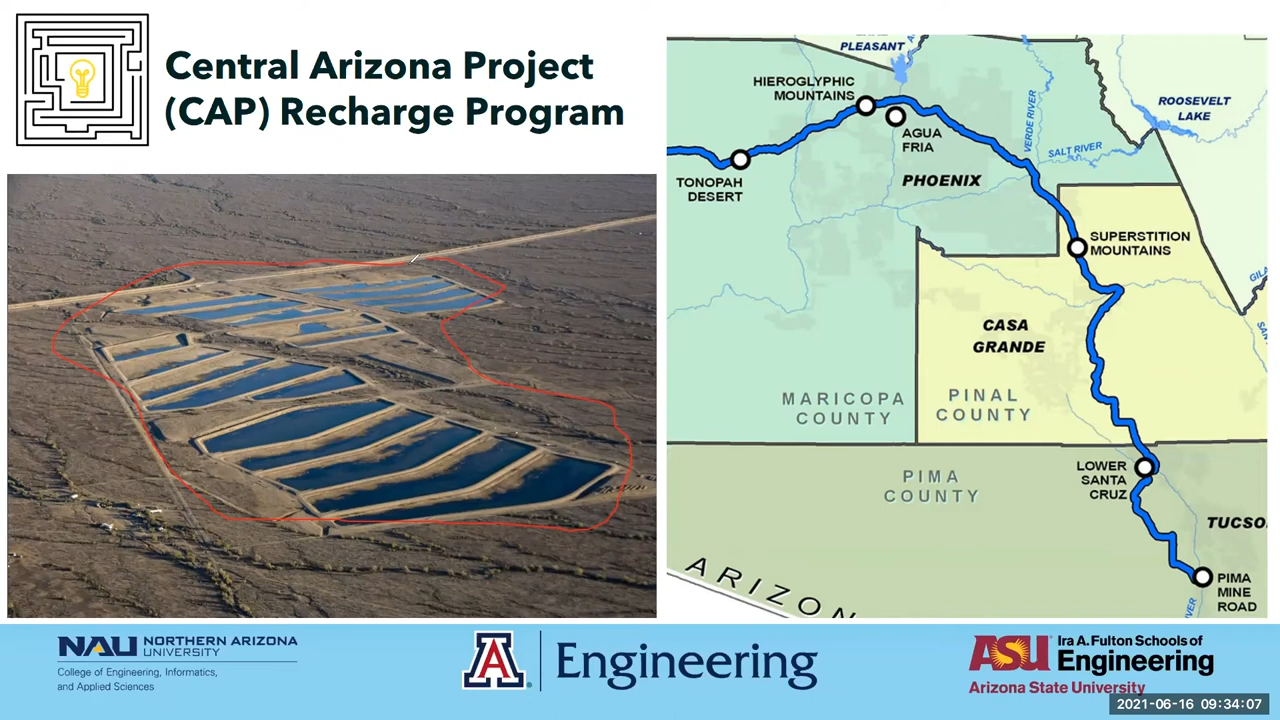 Central Arizona Project
(CAP) Recharge Program
PLEASANT
HIEROGLYPHIC
MOUNTAINS
AGUA
FRIA
TONOPAH
DESERT
PHOENIX
VERDE RIVER
SALT RIVER
ROOSEVELT
LAKE
SUPERSTITION
MOUNTAINS
CASA
GRANDE
MARICOPA
COUNTY
PINAL
COUNTY
PIMA
COUNTY
LOWER
SANTA
CRUZ
TUCSO
PIMA
MINE
ROAD
ARIZON
NAU NORTHERN ARIZONA
UNIVERSITY
College of Engineering, Informatics,
and Applied Sciences
A Engineering
ASU Ira A. Fulton Schools of
Engineering
Arizona State University
2021-06-16 09:34:07